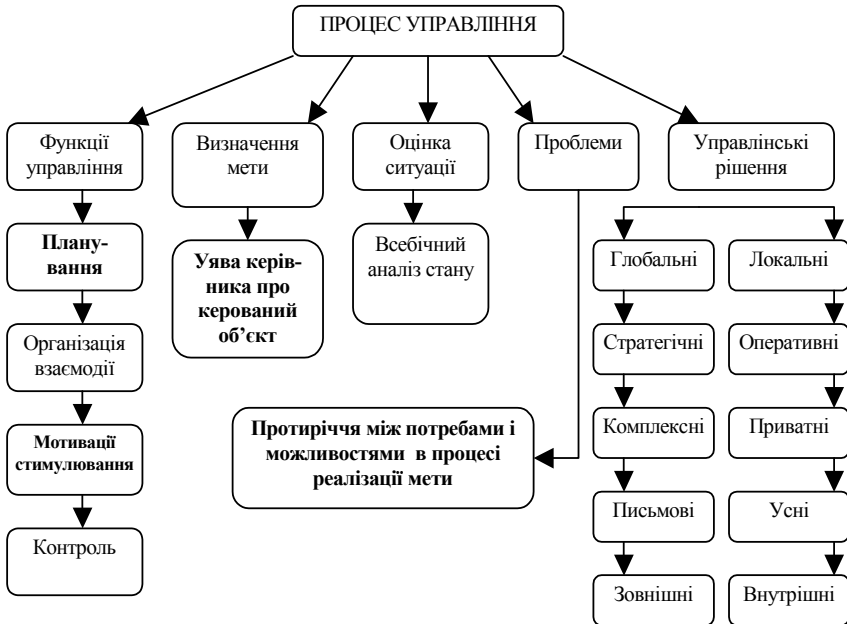 ПРОЦЕС УПРАВЛІННЯ
Функції
управління
Визначення
мети
Оцінка
ситуації
Проблеми
Управлінські
рішення
Плану-
вання
Уява керів-
ника про
керований
об’єкт
Всебічний
аналіз стану
Глобальні
Локальні
Організація
взаємодії
Стратегічні
Оперативні
Мотивації
стимулювання
Протиріччя між потребами і
можливостями в процесі
реалізації мети
Комплексні
Приватні
Контроль
Письмові
Усні
Зовнішні
Внутрішні